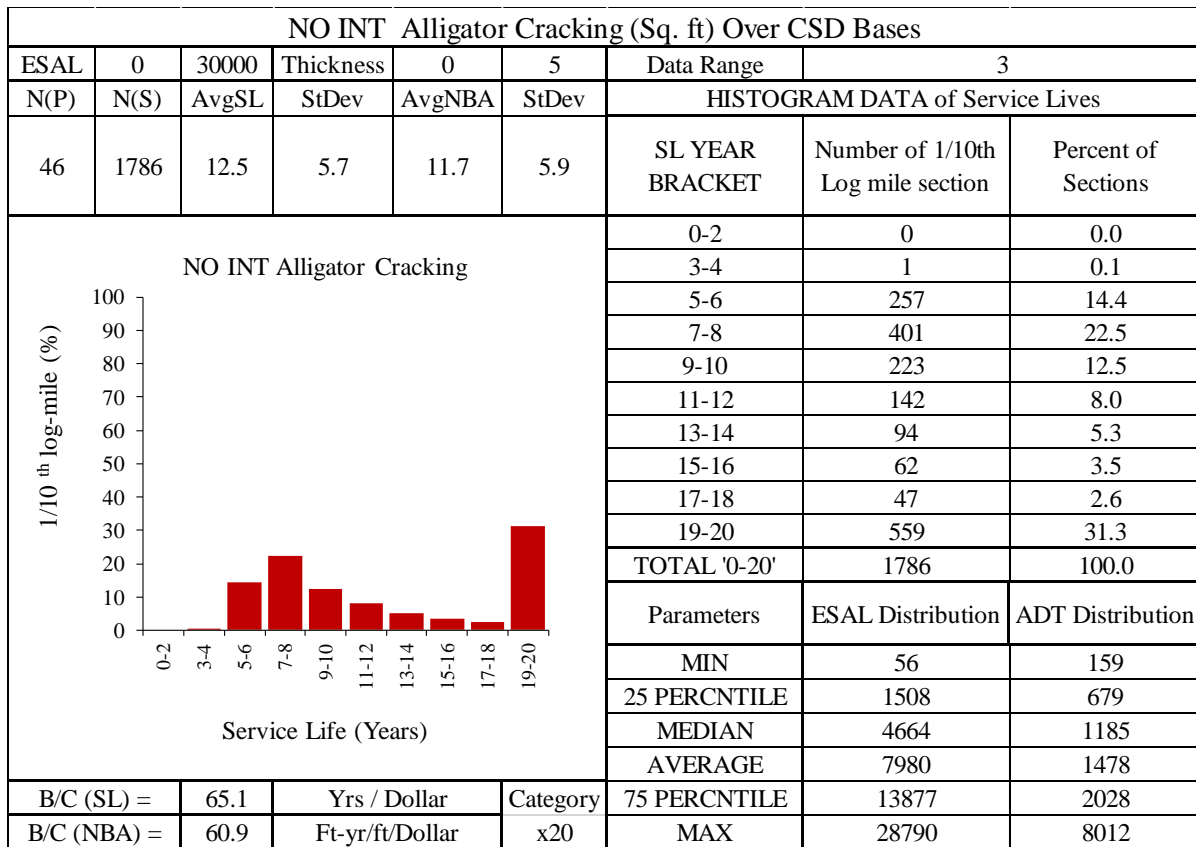 NO INT Alligator Cracking (Sq. ft) Over CSD Bases
ESAL 0 30000 Thickness 0 5 Data Range 3
N(P) N(S) AvgSL StDev AvgNBA StDev HISTOGRAM DATA of Service Lives
46 1786 12.5 5.7 11.7 5.9
SL YEAR BRACKET Number of 1/10th Log mile section Percent of Sections
0-2 0 0.0
3-4 1 0.1
5-6 257 14.4
7-8 401 22.5
9-10 223 12.5
11-12 142 8.0
13-14 94 5.3
15-16 62 3.5
17-18 47 2.6
19-20 559 31.3
TOTAL '0-20' 1786 100.0
Parameters ESAL Distribution ADT Distribution
MIN 56 159
25 PERCNTILE 1508 679
MEDIAN 4664 1185
AVERAGE 7980 1478
75 PERCNTILE 13877 2028
MAX 28790 8012
NO INT Alligator Cracking
1/10 th log-mile (%)
100
90
80
70
60
50
40
30
20
10
0
0-2 3-4 5-6 7-8 9-10 11-12 13-14 15-16 17-18 19-20
Service Life (Years)
B/C (SL) = 65.1 Yrs / Dollar Category
B/C (NBA) = 60.9 Ft-yr/ft/Dollar x20